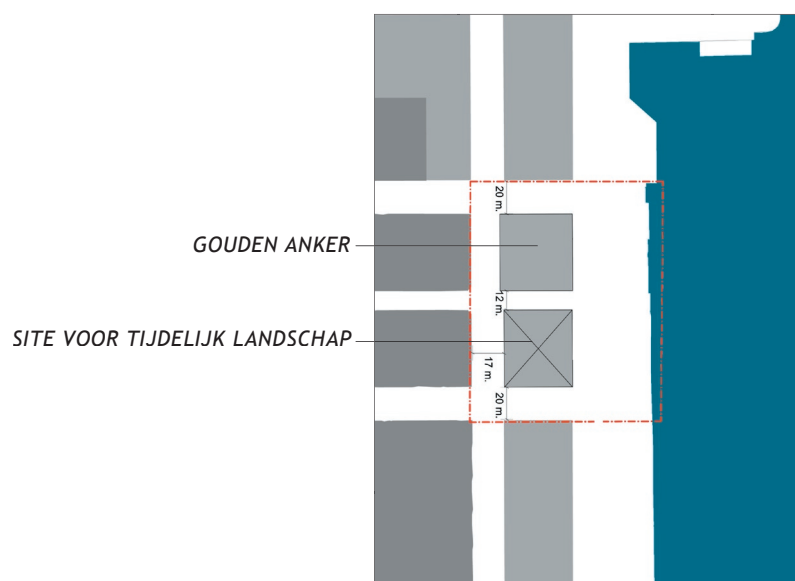 20 m.
GOUDEN ANKER
12 m.
SITE VOOR TIJDELIJK LANDSCHAP
17 m.
20 m.